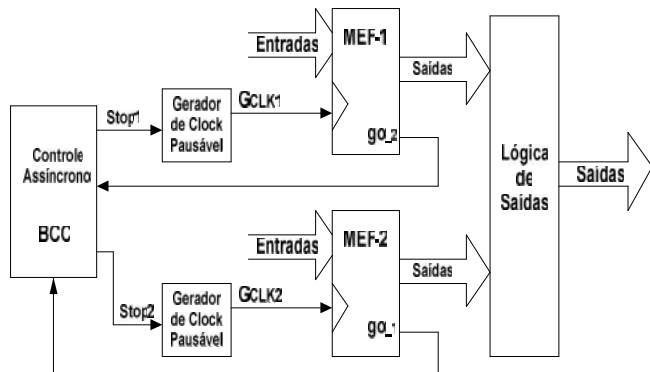 Entradas
MEF-1
Saídas
Stop1
Gerador
de Clock
Pausável
GCLK1
go_2
Controle
Assíncrono
BCC
Lógica
de
Saídas
Saídas
Entradas
MEF-2
Saídas
Stop2
Gerador
de Clock
Pausável
GCLK2
go_1